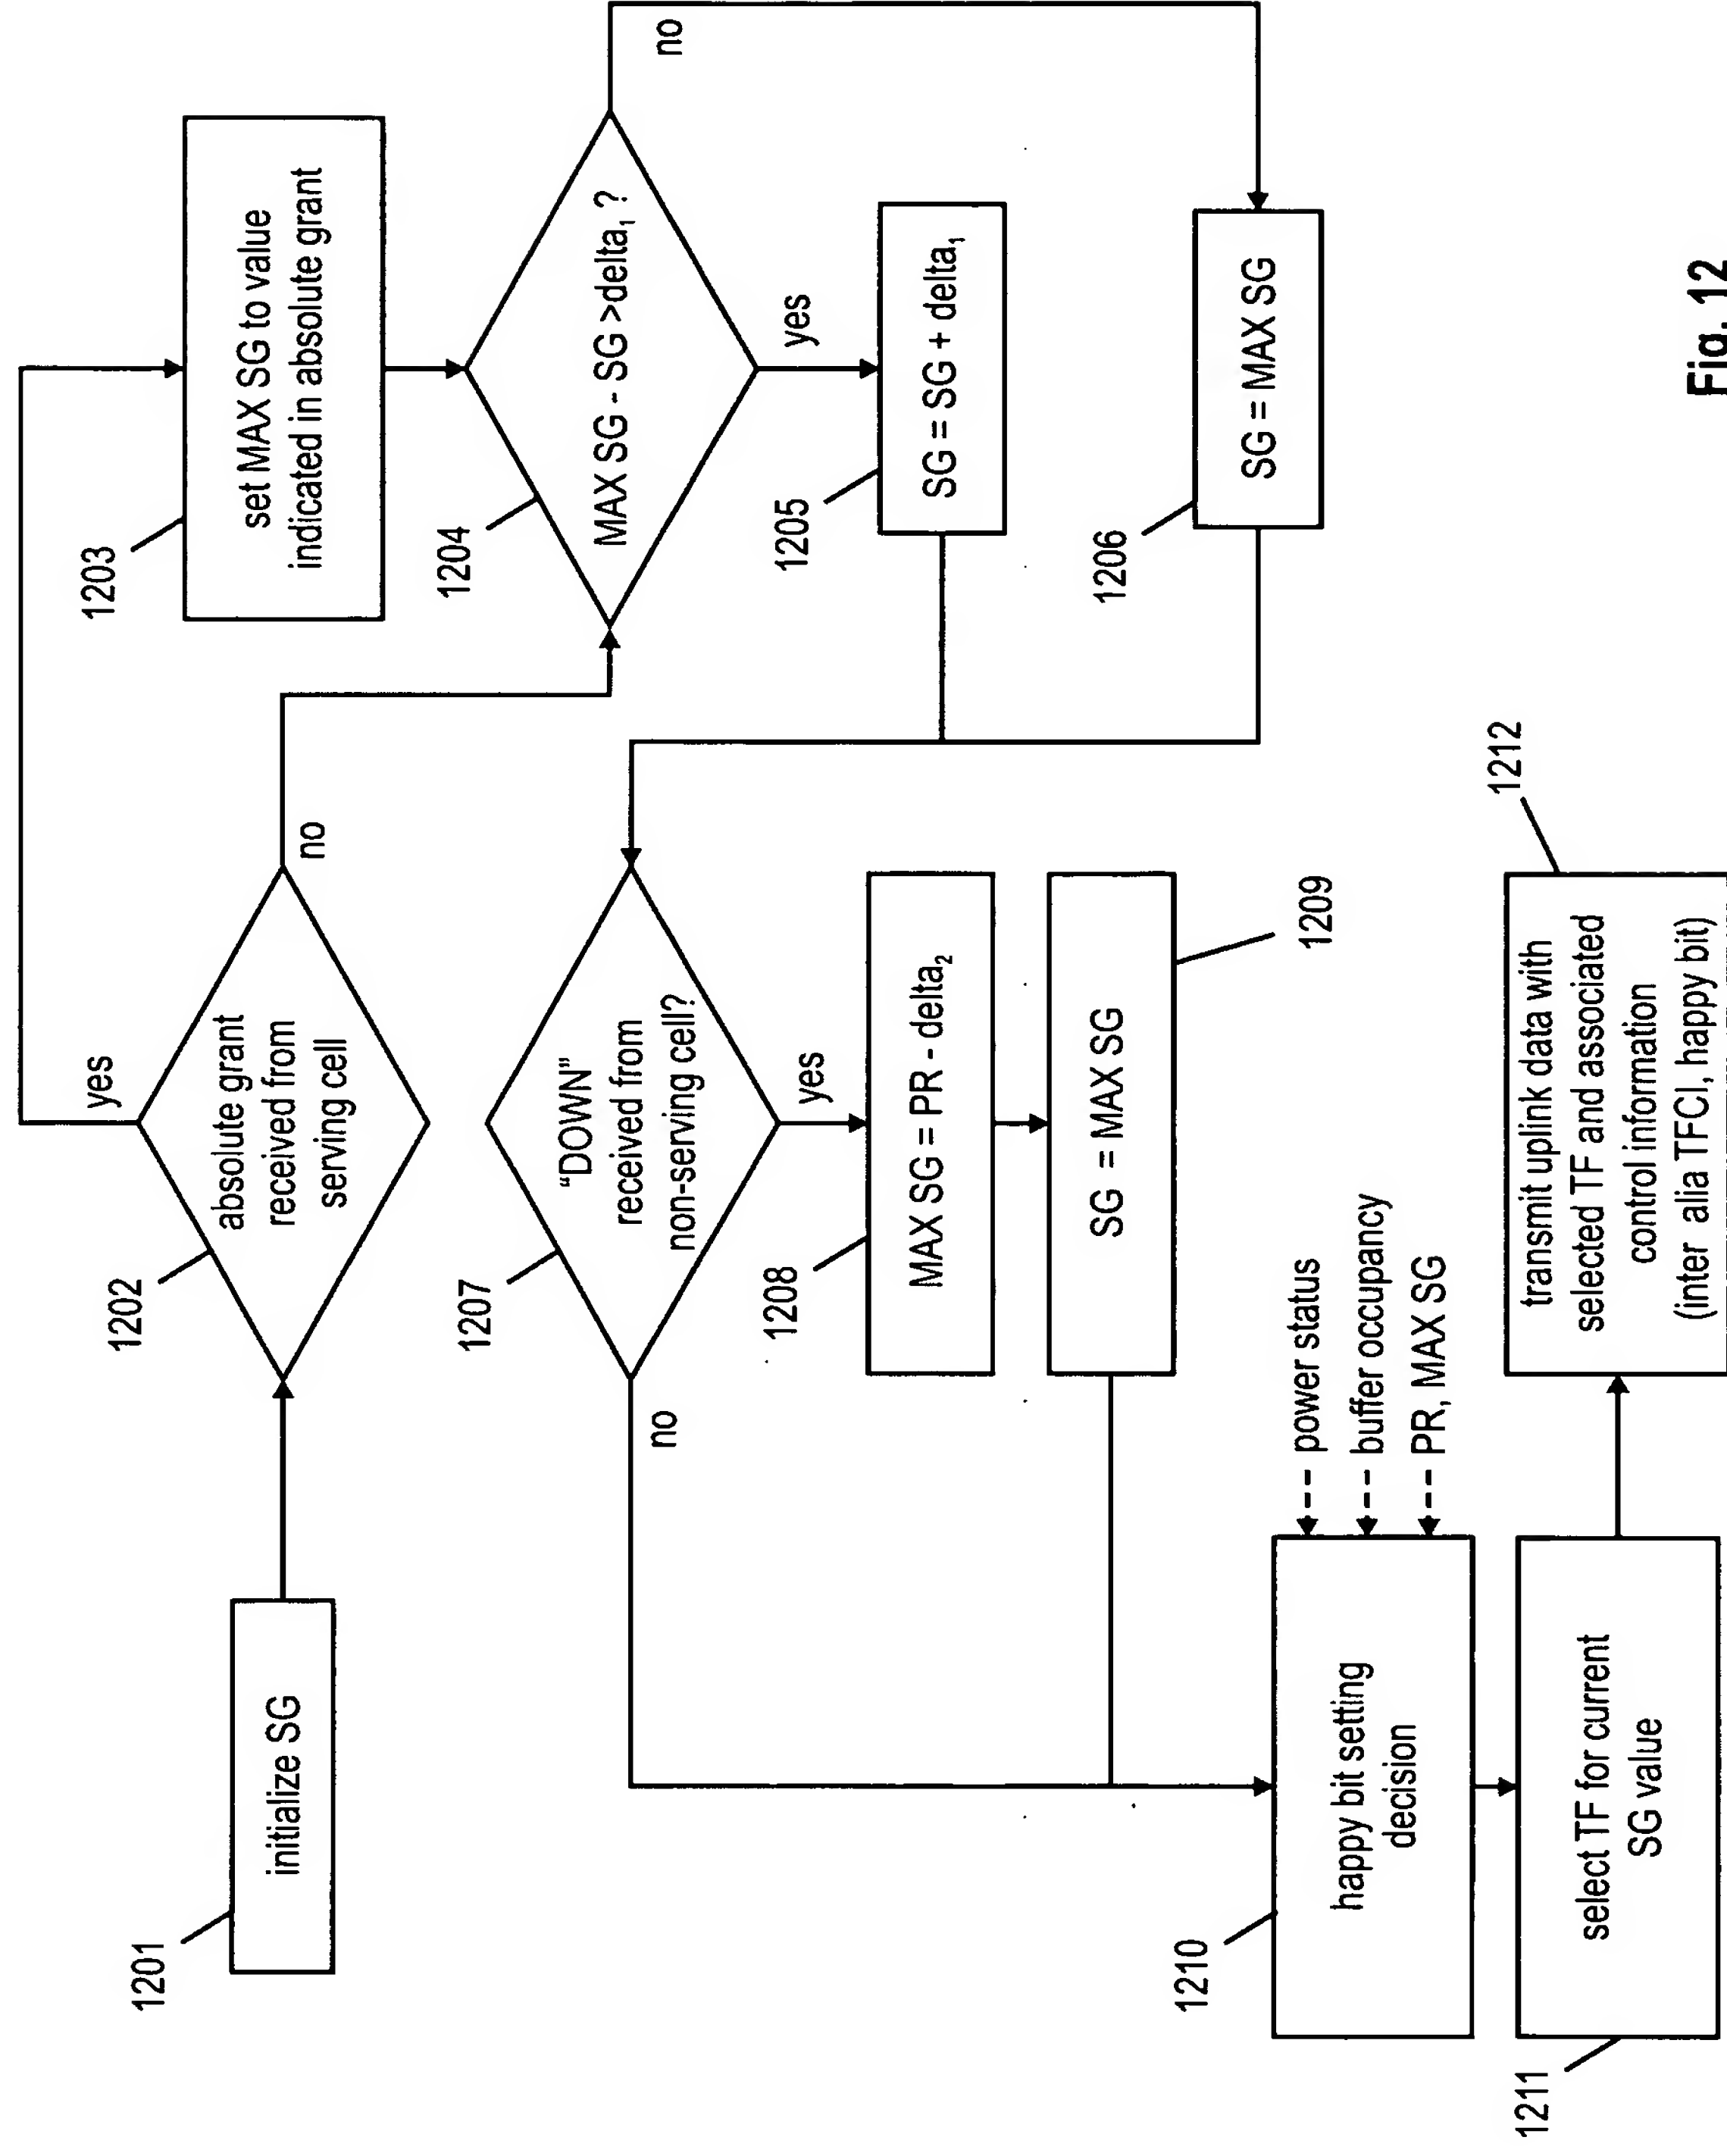 1201
initialize SG
1202
absolute grant
received from
serving cell
yes
no
1203
set MAX SG to value
indicated in absolute grant
1204
MAX SG - SG >delta₁ ?
yes
no
1205
SG = SG + delta₁
1206
SG = MAX SG
1207
“DOWN”
received from
non-serving cell?
yes
no
1208
MAX SG = PR - delta₂
1209
SG = MAX SG
1210
happy bit setting
decision
power status
buffer occupancy
PR, MAX SG
1211
select TF for current
SG value
1212
transmit uplink data with
selected TF and associated
control information
(inter alia TFCI, happy bit)
Fig. 12